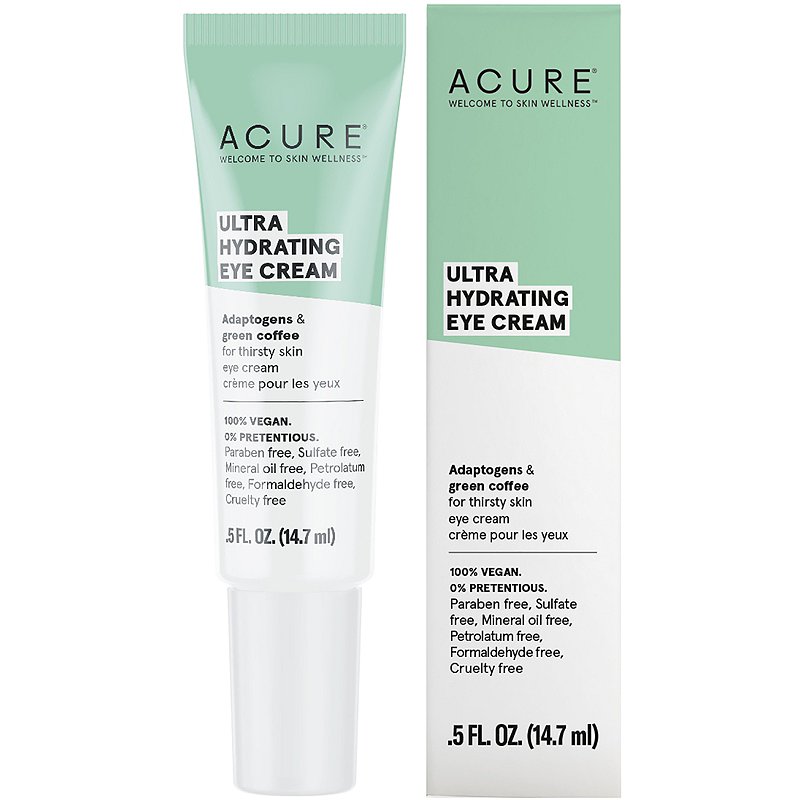 ACURE®
WELCOME TO SKIN WELLNESS™
ULTRA
HYDRATING
EYE CREAM
Adaptogens &
green coffee
for thirsty skin
eye cream
crème pour les yeux
100% VEGAN.
0% PRETENTIOUS.
Paraben free, Sulfate free,
Mineral oil free, Petrolatum
free, Formaldehyde free,
Cruelty free
.5 FL. OZ. (14.7 ml)
ACURE®
WELCOME TO SKIN WELLNESS™
ULTRA
HYDRATING
EYE CREAM
Adaptogens &
green coffee
for thirsty skin
eye cream
crème pour les yeux
100% VEGAN.
0% PRETENTIOUS.
Paraben free, Sulfate
free, Mineral oil free,
Petrolatum free,
Formaldehyde free,
Cruelty free
.5 FL. OZ. (14.7 ml)